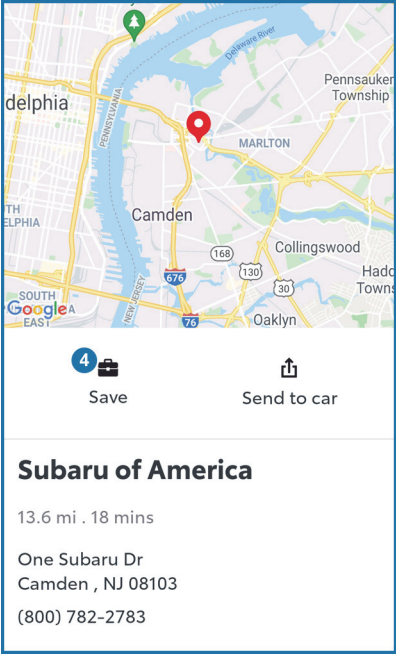 Delaware River
Pennsauken
Township
delphia
PENNSYLVANIA
MARLTON
TH
ELPHIA
Camden
168
Collingswood
130
676
30
Hadd
Towns
NEW JERSEY
SOUTH
Google
EAST
A
76
Oaklyn
4
Save
Send to car
Subaru of America
13.6 mi . 18 mins
One Subaru Dr
Camden , NJ 08103
(800) 782-2783